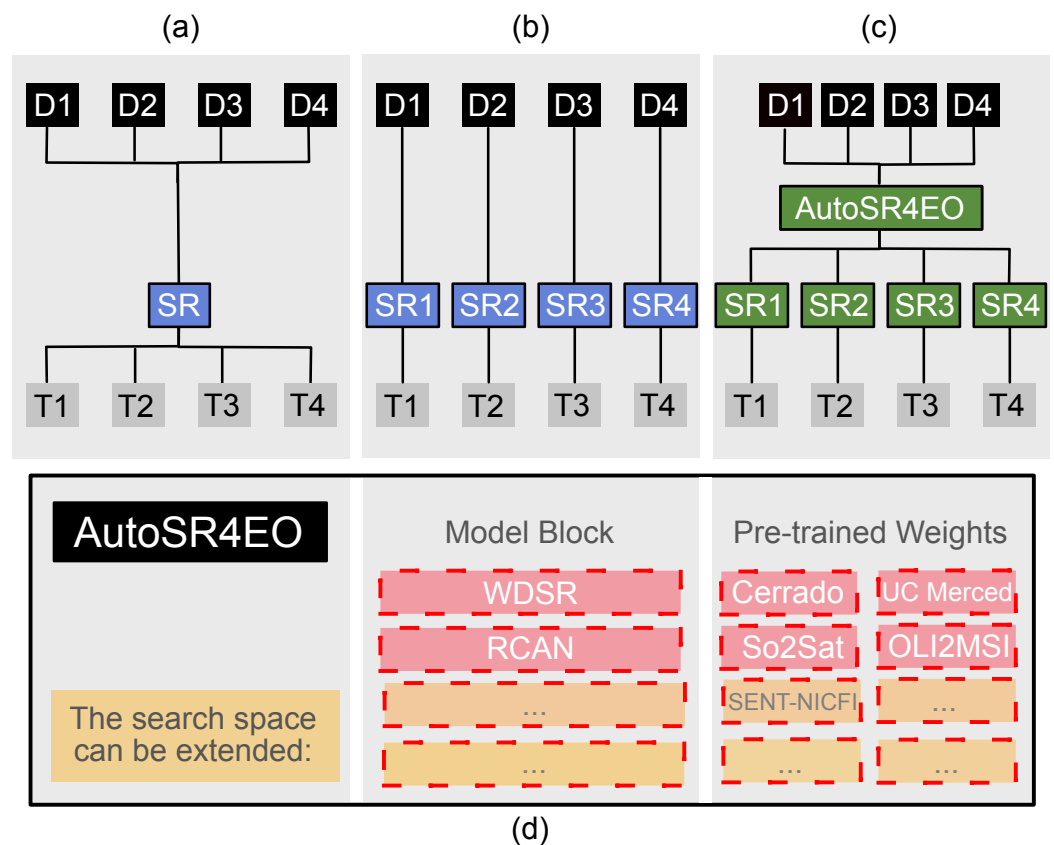 (a)
(b)
(c)
D1 D2 D3 D4
D1 D2 D3 D4
D1 D2 D3 D4
AutoSR4EO
SR
SR1 SR2 SR3 SR4
SR1 SR2 SR3 SR4
T1 T2 T3 T4
T1 T2 T3 T4
T1 T2 T3 T4
AutoSR4EO
The search space
can be extended:
Model Block
WDSR
RCAN
...
...
Pre-trained Weights
Cerrado UC Merced
So2Sat OLI2MSI
SENT-NICFI ...
... ...
(d)